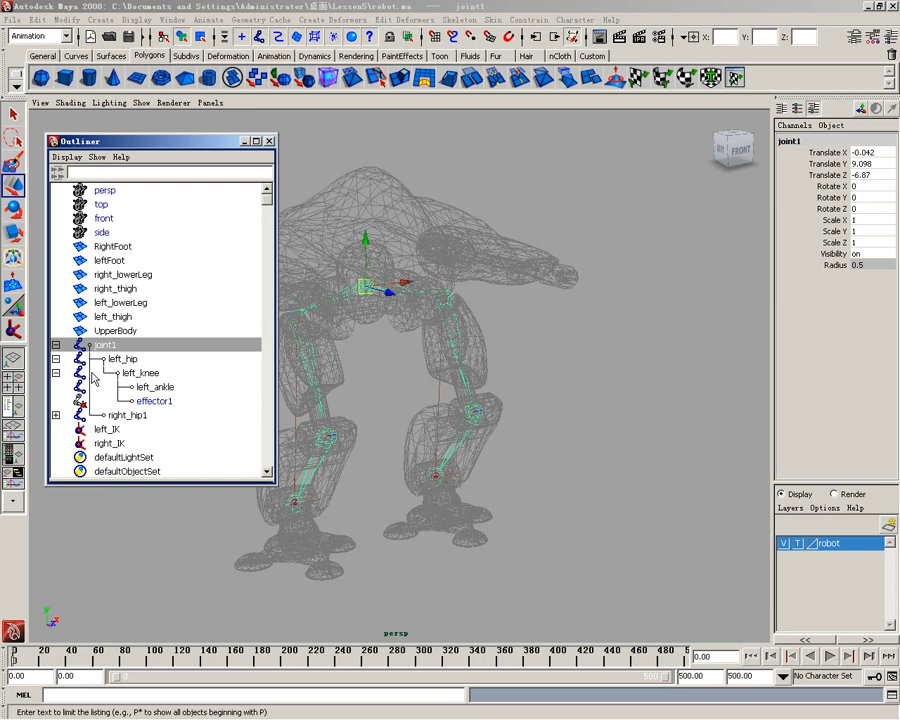 Autodesk Maya 2008: C:\Documents and Settings\Administrator\桌面\Lesson5\robot.ma --- joint1
File Edit Modify Create Display Window Animate Geometry Cache Create Deformers Edit Deformers Skeleton Skin Constrain Character Help
Animation X: Y: Z:
General Curves Surfaces Polygons Subdivs Deformation Animation Dynamics Rendering PaintEffects Toon Fluids Fur Hair nCloth Custom
View Shading Lighting Show Renderer Panels
Channels Object
Outliner
Display Show Help
persp
top
front
side
RightFoot
leftFoot
right_lowerLeg
right_thigh
left_lowerLeg
left_thigh
UpperBody
joint1
left_hip
left_knee
left_ankle
effector1
right_hip1
left_IK
right_IK
defaultLightSet
defaultObjectSet
FRONT
joint1
Translate X -0.042
Translate Y 9.098
Translate Z -6.87
Rotate X 0
Rotate Y 0
Rotate Z 0
Scale X 1
Scale Y 1
Scale Z 1
Visibility on
Radius 0.5
Display Render
Layers Options Help
V T robot
<< >>
y
z x
persp
0 20 40 60 80 100 120 140 160 180 200 220 240 260 280 300 320 340 360 380 400 420 440 460 480 5 0.00
0.00 0.00 0 500 500.00 500.00 No Character Set
MEL
Enter text to limit the listing (e.g., P* to show all objects beginning with P)